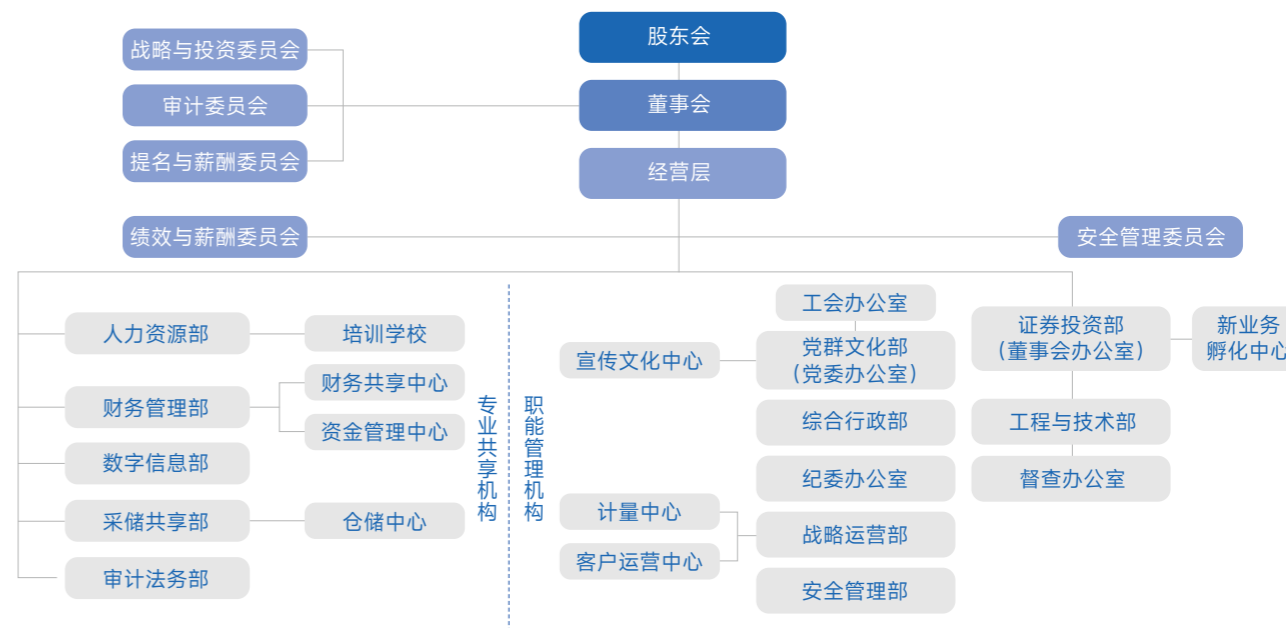 股东会
战略与投资委员会
审计委员会
董事会
提名与薪酬委员会
经营层
绩效与薪酬委员会
安全管理委员会
人力资源部
培训学校
财务管理部
财务共享中心
资金管理中心
数字信息部
采储共享部
仓储中心
审计法务部
专业共享机构
职能管理机构
工会办公室
宣传文化中心
党群文化部
（党委办公室）
综合行政部
纪委办公室
计量中心
客户运营中心
战略运营部
安全管理部
证券投资部
（董事会办公室）
新业务
孵化中心
工程与技术部
督查办公室